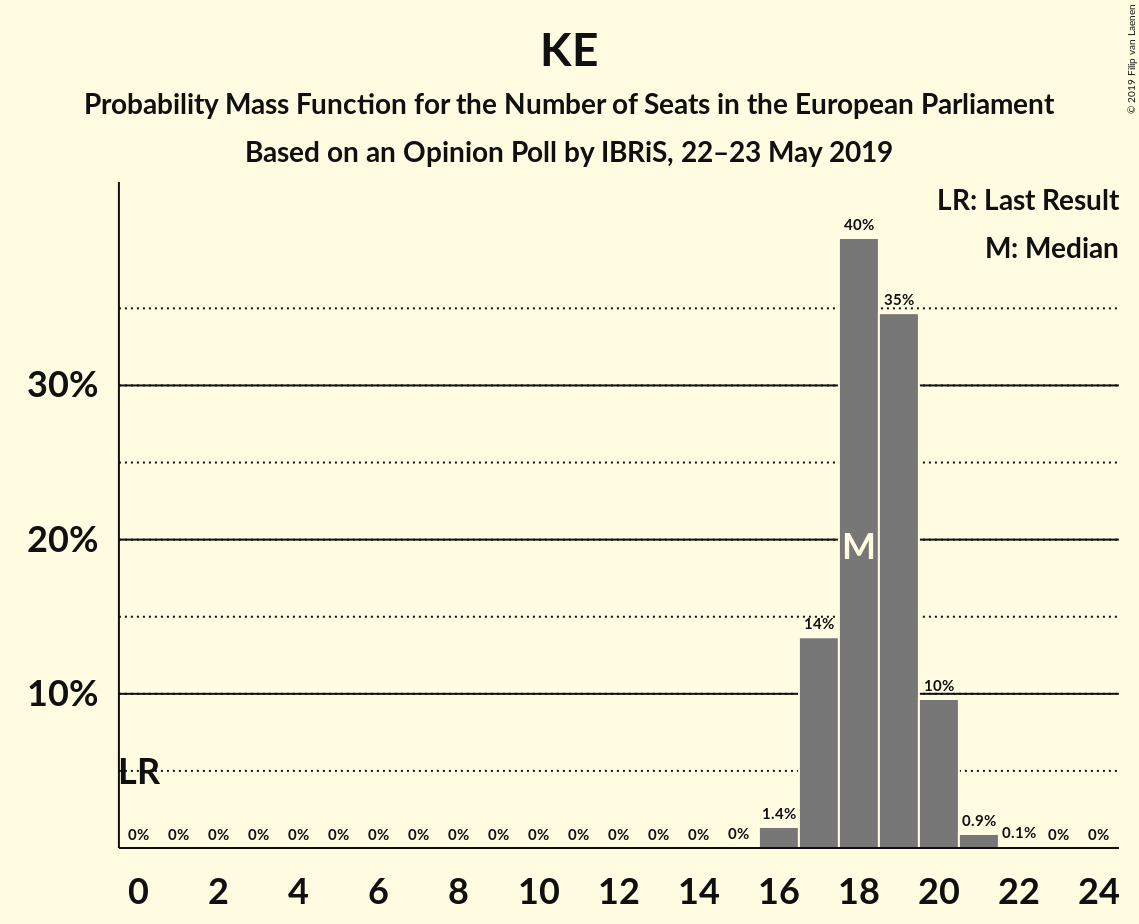 KE
Probability Mass Function for the Number of Seats in the European Parliament
Based on an Opinion Poll by IBRiS, 22–23 May 2019
© 2019 Filip van Laenen
LR: Last Result
M: Median
40%
35%
30%
20%
M
14%
10%
10%
LR
0% 0% 0% 0% 0% 0% 0% 0% 0% 0% 0% 0% 0% 0% 0% 0% 1.4% 0.9% 0.1% 0% 0%
0 2 4 6 8 10 12 14 16 18 20 22 24